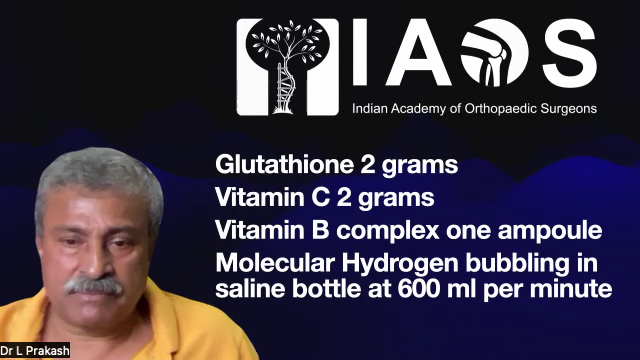 IAOS
Indian Academy of Orthopaedic Surgeons
Glutathione 2 grams
Vitamin C 2 grams
Vitamin B complex one ampoule
Molecular Hydrogen bubbling in
saline bottle at 600 ml per minute
Dr L Prakash